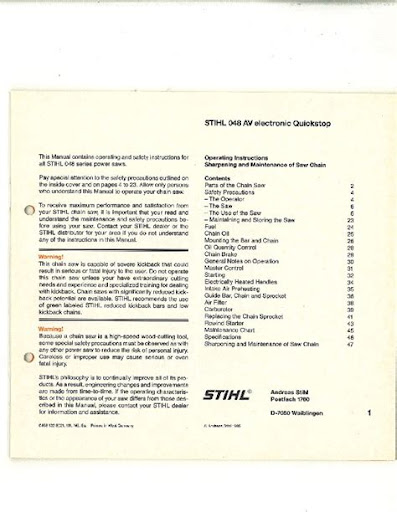 This Manual contains operating and safety instructions for
all STIHL 048 series power saws.
Pay special attention to the safety precautions outlined on
the inside cover and on pages 4 to 23. Allow only persons
who understand this Manual to operate your chain saw.
To receive maximum performance and satisfaction from
your STIHL chain saw, it is important that your read and
understand the maintenance and safety precautions be-
fore using your saw. Contact your STIHL dealer or the
STIHL distributor for your area if you do not understand
any of the instructions in this Manual.
Warning!
This chain saw is capable of severe kickback that could
result in serious or fatal injury to the user. Do not operate
this chain saw unless your have extraordinary cutting
needs and experience and specialized training for dealing
with kickback. Chain saws with significantly reduced kick-
back potential are available. STIHL recommends the use
of green labeled STIHL reduced kickback bars and low
kickback chains.
Warning!
Because a chain saw is a high-speed wood-cutting tool,
some special safety precautions must be observed as with
any other power saw to reduce the risk of personal injury.
Careless or improper use may cause serious or even
fatal injury.
STIHL's philosophy is to continually improve all of its pro-
ducts. As a result, engineering changes and improvements
are made from time-to-time. If the operating characteris-
tics or the appearance of your saw differs from those des-
cribed in this Manual, please contact your STIHL dealer
for information and assistance.
Printed in West Germany
STIHL 048 AV electronic Quickstop
Operating Instructions
Sharpening and Maintenance of Saw Chain
Contents
Parts of the Chain Saw 2
Safety Precautions 4
– The Operator 4
– The Saw 5
– The Use of the Saw 6
– Maintaining and Storing the Saw 23
Fuel 24
Chain Oil 25
Mounting the Bar and Chain 26
Oil Quantity Control 28
Chain Brake 28
General Notes on Operation 30
Master Control 31
Starting 32
Electrically Heated Handles 34
Intake Air Preheating 35
Guide Bar, Chain and Sprocket 36
Air Filter 38
Carburetor 39
Replacing the Chain Sprocket 41
Rewind Starter 43
Maintenance Chart 45
Specifications 46
Sharpening and Maintenance of Saw Chain 47
STIHL®
Andreas Stihl
Postfach 1760
D-7050 Waiblingen
1